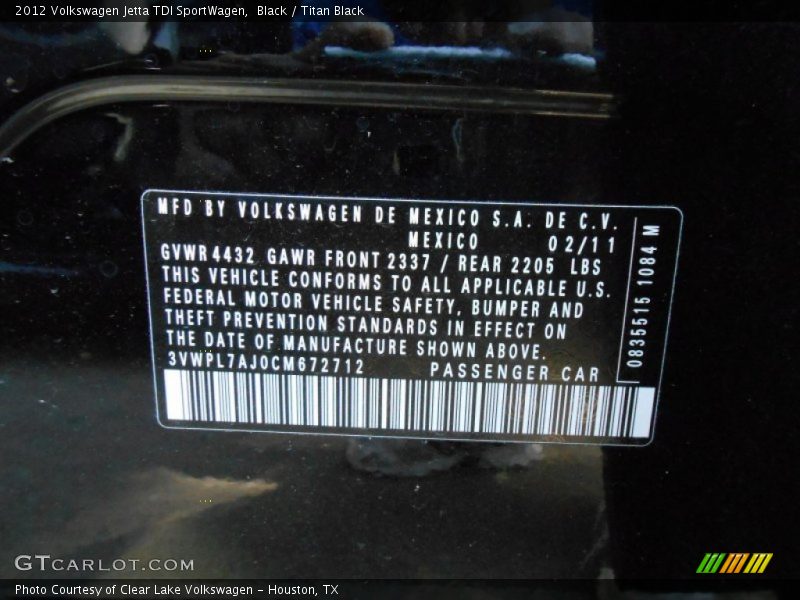 2012 Volkswagen Jetta TDI SportWagen,  Black / Titan Black
MFD BY VOLKSWAGEN DE MEXICO S.A. DE C.V.
MEXICO 02/11
GVWR 4432 GAWR FRONT 2337 / REAR 2205 LBS
THIS VEHICLE CONFORMS TO ALL APPLICABLE U.S.
FEDERAL MOTOR VEHICLE SAFETY, BUMPER AND
THEFT PREVENTION STANDARDS IN EFFECT ON
THE DATE OF MANUFACTURE SHOWN ABOVE.
3VWPL7AJ0CM672712 PASSENGER CAR
0835515 1084 M
GTCARLOT.COM
Photo Courtesy of Clear Lake Volkswagen - Houston, TX